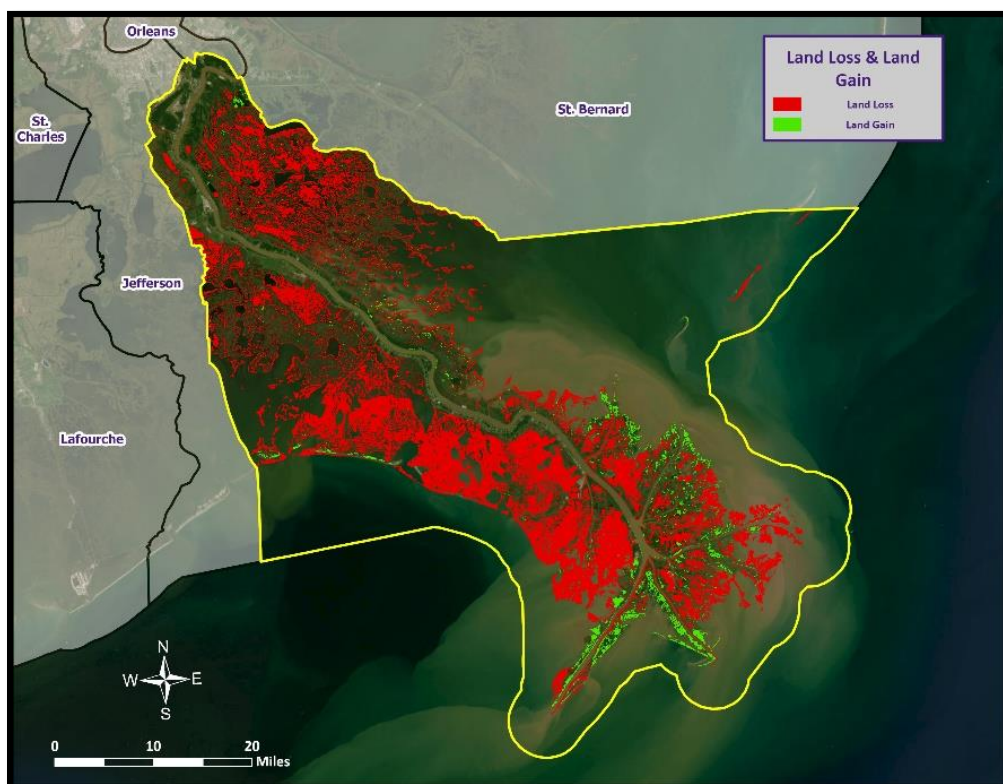 Orleans
St.
Charles
St. Bernard
Jefferson
Lafourche
Land Loss & Land
Gain
Land Loss
Land Gain
N
W E
S
0 10 20
Miles